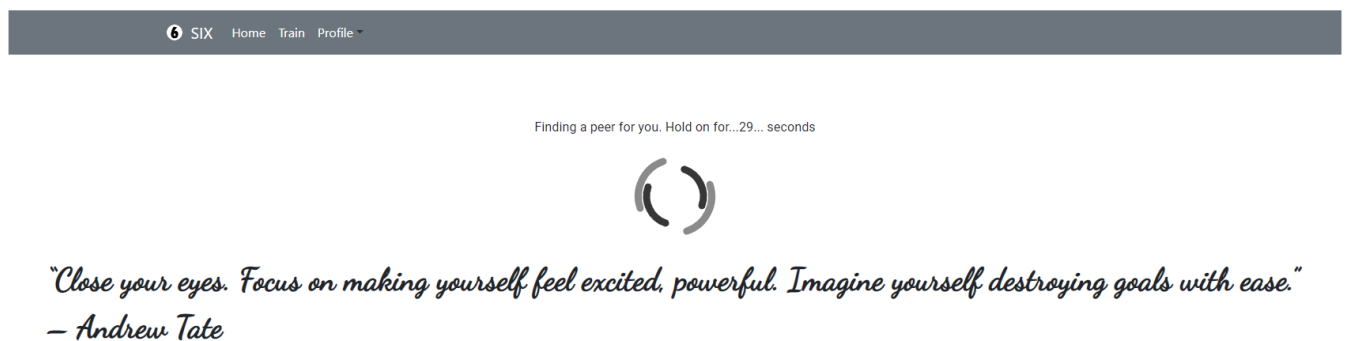 6 SIX Home Train Profile
Finding a peer for you. Hold on for...29... seconds
"Close your eyes. Focus on making yourself feel excited, powerful. Imagine yourself destroying goals with ease."
— Andrew Tate